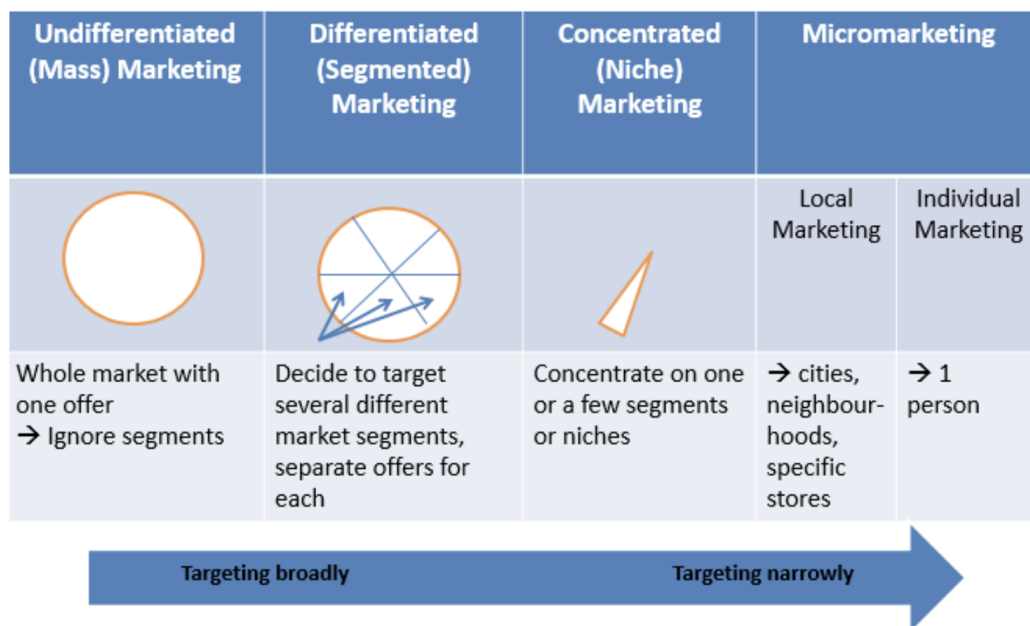 Undifferentiated
(Mass) Marketing
Differentiated
(Segmented)
Marketing
Concentrated
(Niche)
Marketing
Micromarketing
Local
Marketing
Individual
Marketing
Whole market with
one offer
→ Ignore segments
Decide to target
several different
market segments,
separate offers for
each
Concentrate on one
or a few segments
or niches
→ cities,
neighbour-
hoods,
specific
stores
→ 1
person
Targeting broadly
Targeting narrowly